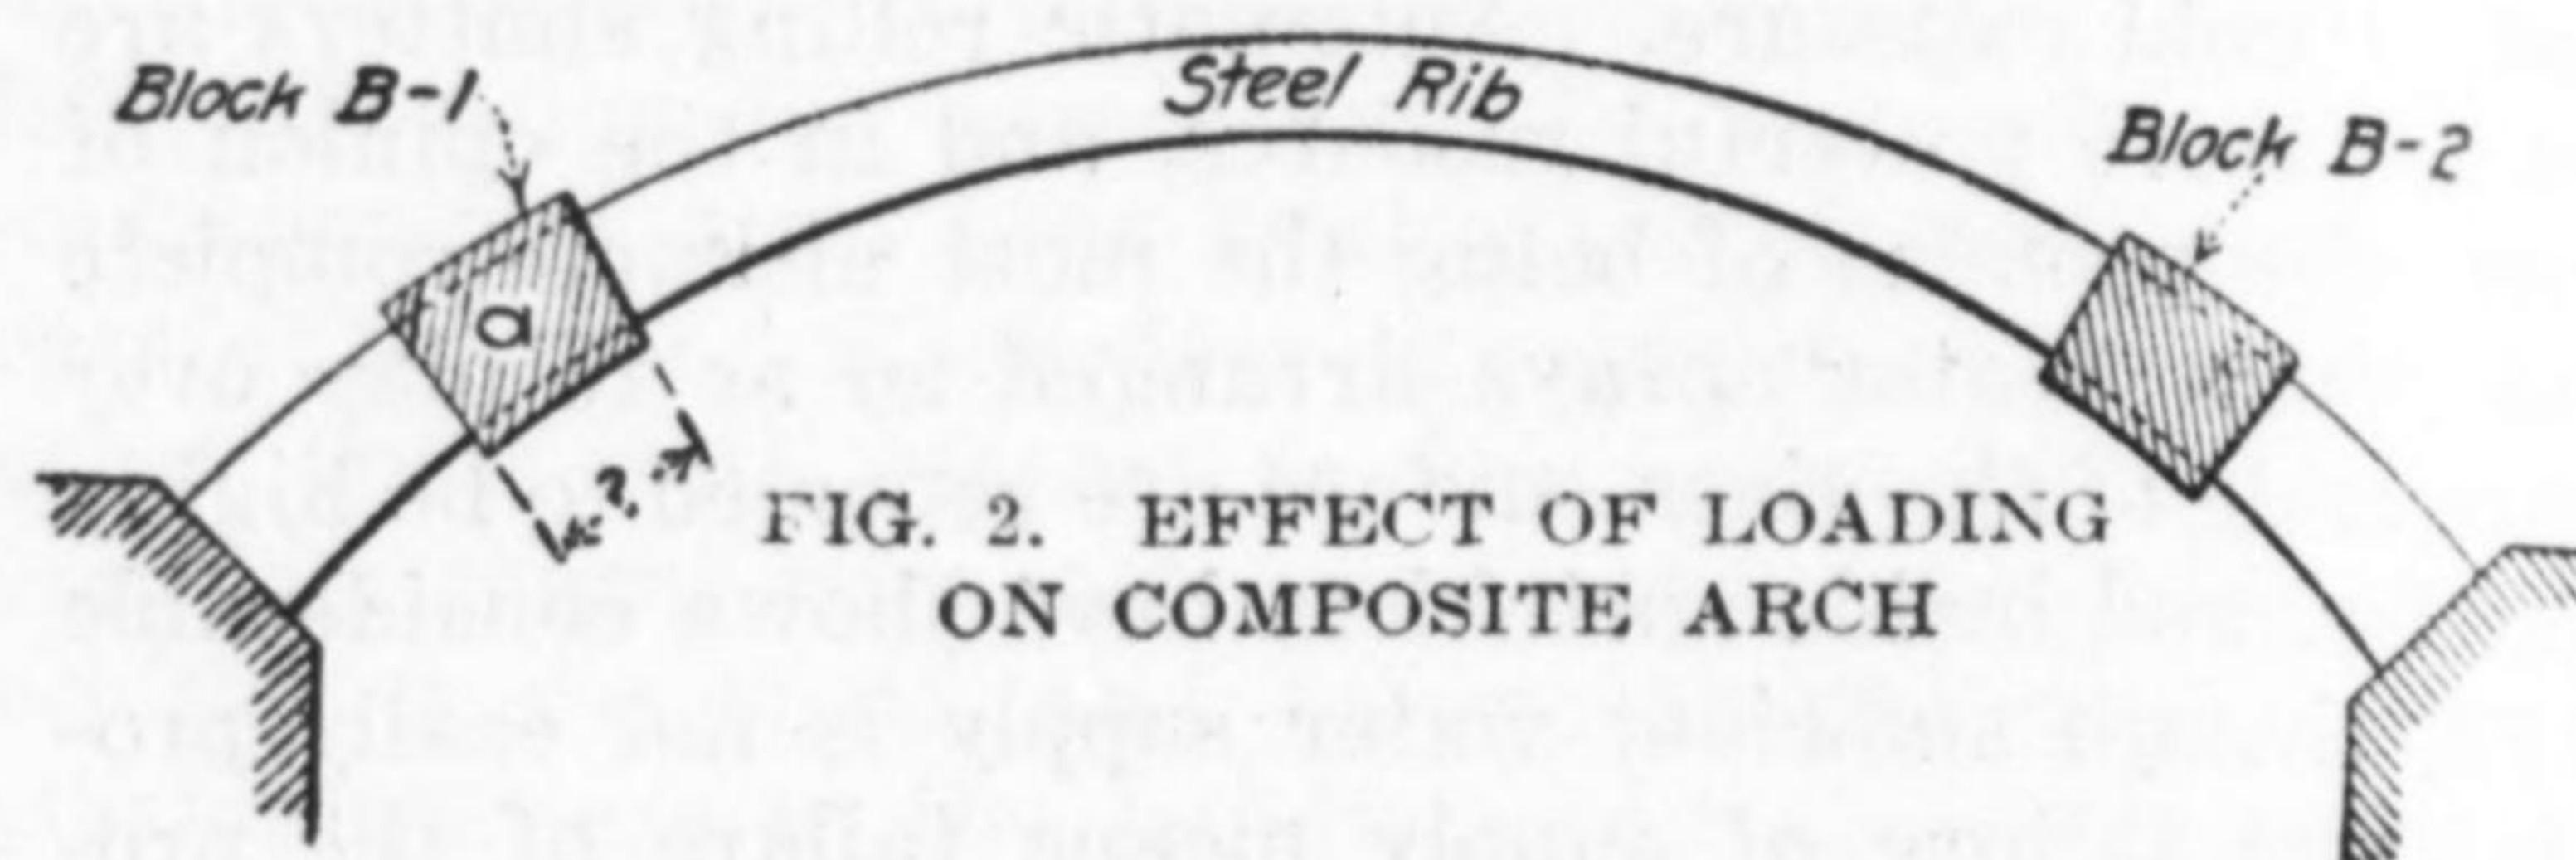 Block B-1
Steel Rib
Block B-2
a
?
FIG. 2. EFFECT OF LOADING
ON COMPOSITE ARCH